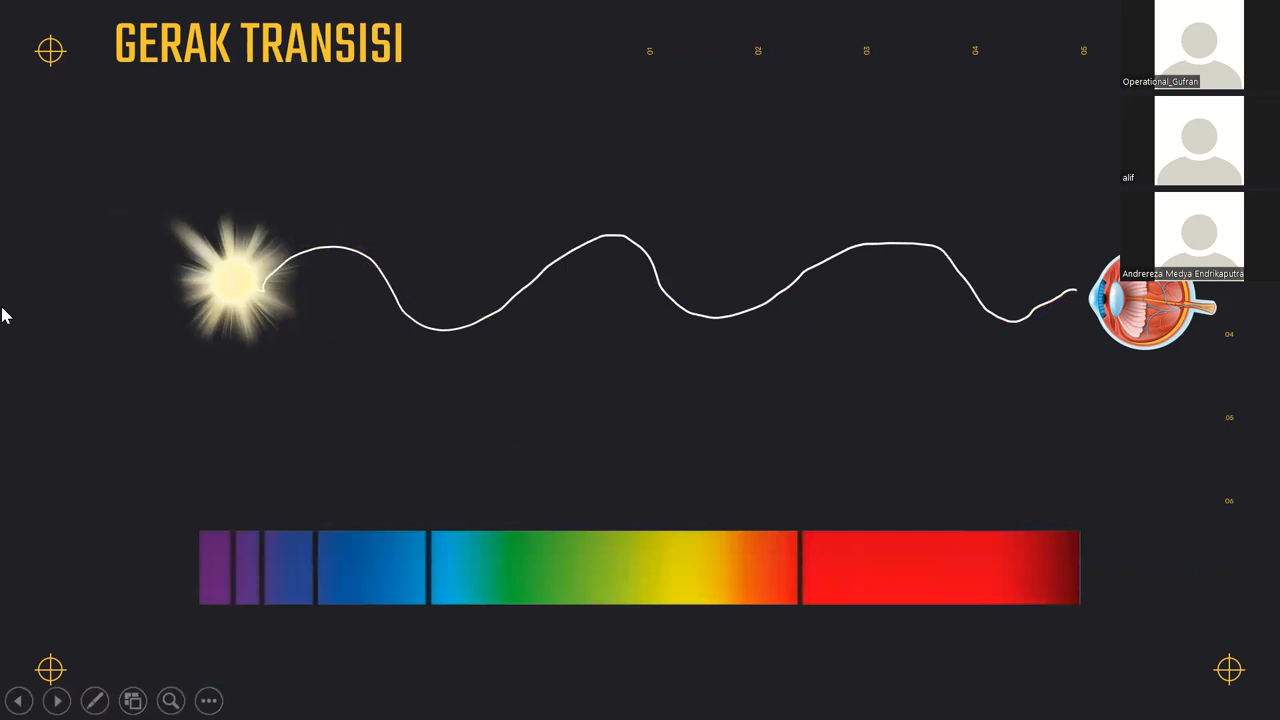 GERAK TRANSISI
01
02
03
04
05
Operational_Gufran
alif
Andrereza Medya Endrikaputra
04
05
06